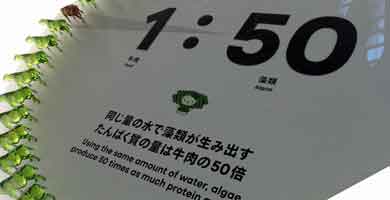 1:50
牛肉 藻類
Beef Algae
同じ量の水で藻類が生み出す
たんぱく質の量は牛肉の50倍
Using the same amount of water, algae
produce 50 times as much protein